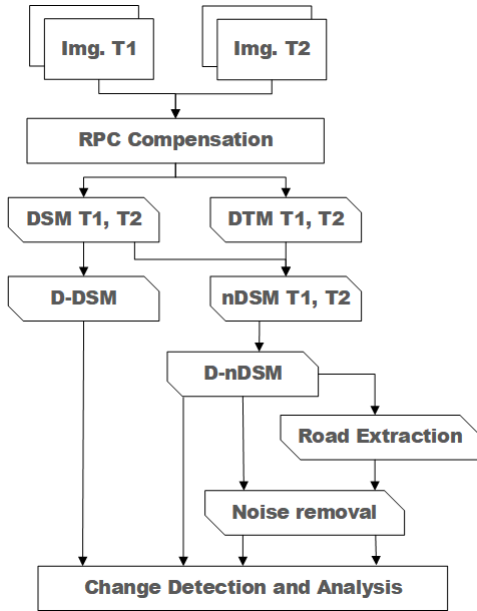 Img. T1
Img. T2
RPC Compensation
DSM T1, T2
DTM T1, T2
D-DSM
nDSM T1, T2
D-nDSM
Road Extraction
Noise removal
Change Detection and Analysis